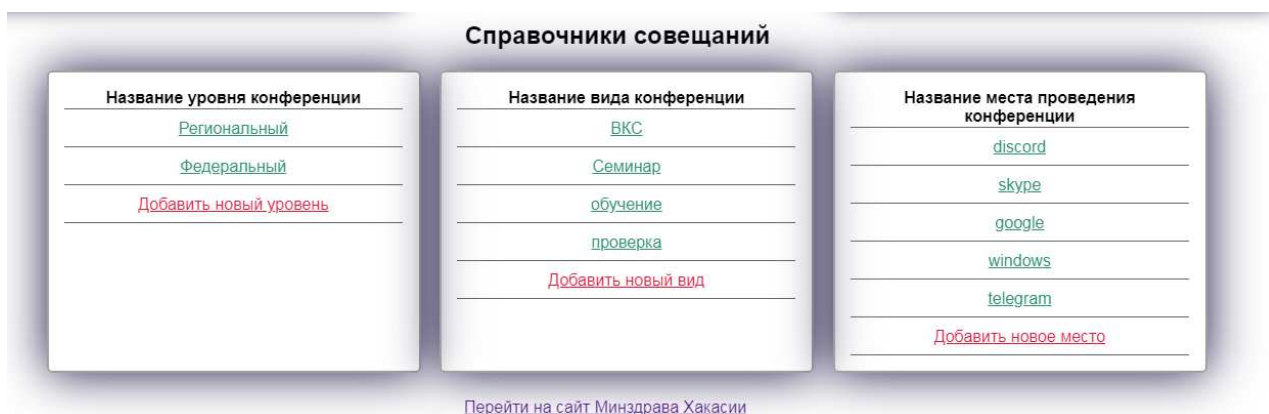 Справочники совещаний
Название уровня конференции
Региональный
Федеральный
Добавить новый уровень
Название вида конференции
ВКС
Семинар
обучение
проверка
Добавить новый вид
Название места проведения
конференции
discord
skype
google
windows
telegram
Добавить новое место
Перейти на сайт Минздрава Хакасии